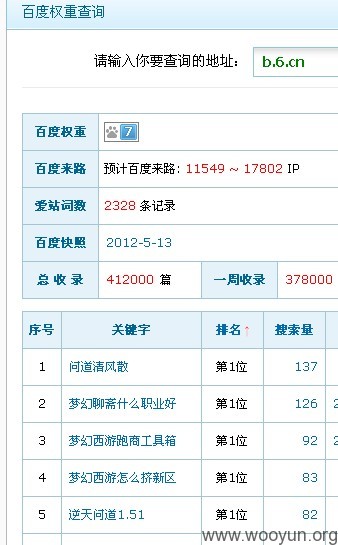 百度权重查询
请输入你要查询的地址: b.6.cn
百度权重 7
百度来路 预计百度来路: 11549 ~ 17802 IP
爱站词数 2328 条记录
百度快照 2012-5-13
总 收 录 412000 篇 一周收录 378000
序号 关键字 排名↑ 搜索量
1 问道清风散 第1位 137
2 梦幻聊斋什么职业好 第1位 126
3 梦幻西游跑商工具箱 第1位 92
4 梦幻西游怎么挤新区 第1位 83
5 逆天问道1.51 第1位 82
www.wooyun.org